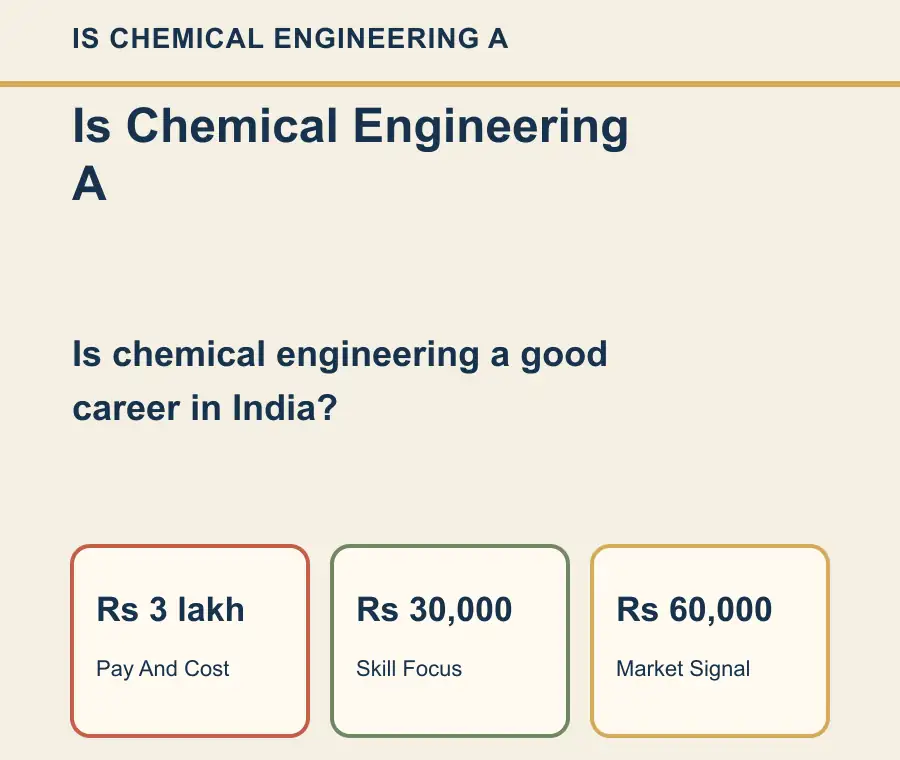 IS CHEMICAL ENGINEERING A
Is Chemical Engineering
A
Is chemical engineering a good
career in India?
Rs 3 lakh
Pay And Cost
Rs 30,000
Skill Focus
Rs 60,000
Market Signal